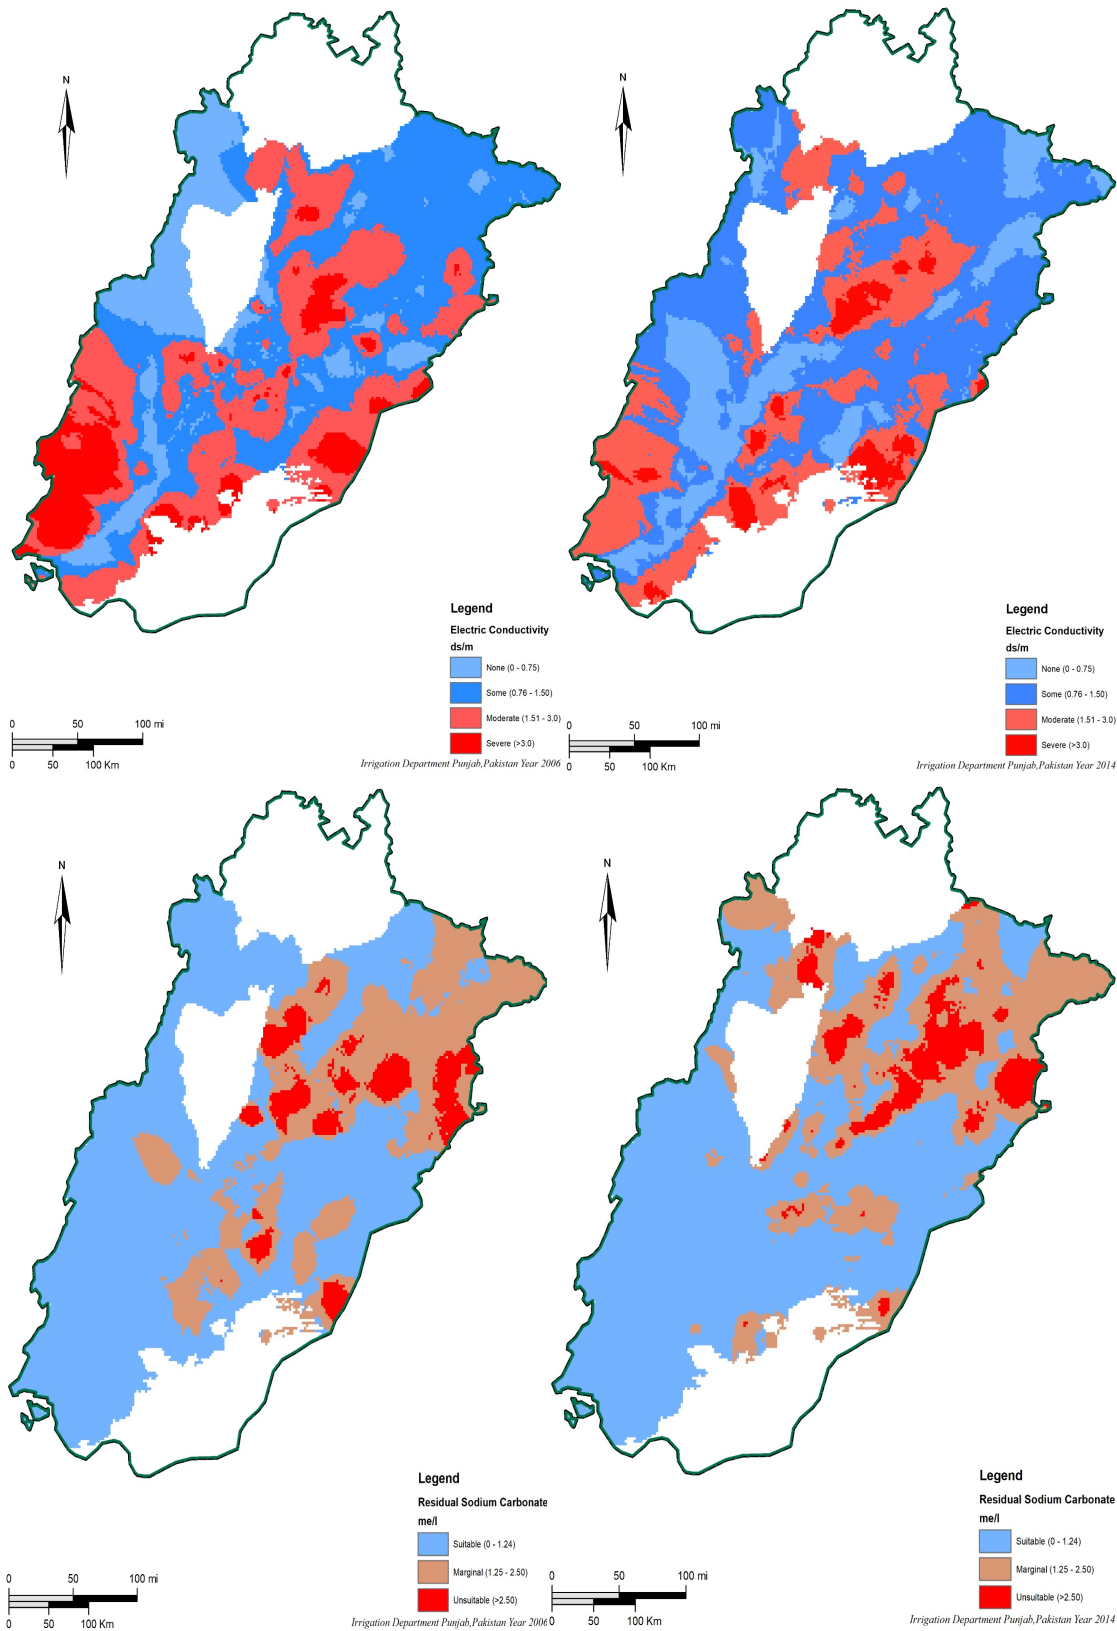 N
Legend
Electric Conductivity
ds/m
None (0 - 0.75)
Some (0.76 - 1.50)
Moderate (1.51 - 3.0)
Severe (>3.0)
0 50 100 mi
0 50 100 Km
Irrigation Department Punjab,Pakistan Year 2006
N
Legend
Electric Conductivity
ds/m
None (0 - 0.75)
Some (0.76 - 1.50)
Moderate (1.51 - 3.0)
Severe (>3.0)
0 50 100 mi
0 50 100 Km
Irrigation Department Punjab,Pakistan Year 2014
N
Legend
Residual Sodium Carbonate
me/l
Suitable (0 - 1.24)
Marginal (1.25 - 2.50)
Unsuitable (>2.50)
0 50 100 mi
0 50 100 Km
Irrigation Department Punjab,Pakistan Year 2006
N
Legend
Residual Sodium Carbonate
me/l
Suitable (0 - 1.24)
Marginal (1.25 - 2.50)
Unsuitable (>2.50)
0 50 100 mi
0 50 100 Km
Irrigation Department Punjab,Pakistan Year 2014